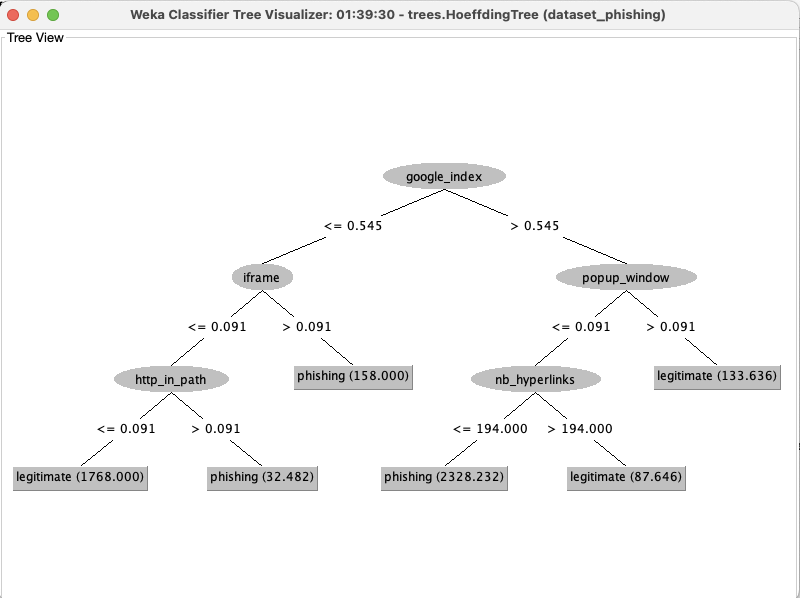 Weka Classifier Tree Visualizer: 01:39:30 - trees.HoeffdingTree (dataset_phishing)
Tree View
google_index
<= 0.545
> 0.545
iframe
popup_window
<= 0.091
> 0.091
<= 0.091
> 0.091
http_in_path
phishing (158.000)
nb_hyperlinks
legitimate (133.636)
<= 0.091
> 0.091
<= 194.000
> 194.000
legitimate (1768.000)
phishing (32.482)
phishing (2328.232)
legitimate (87.646)